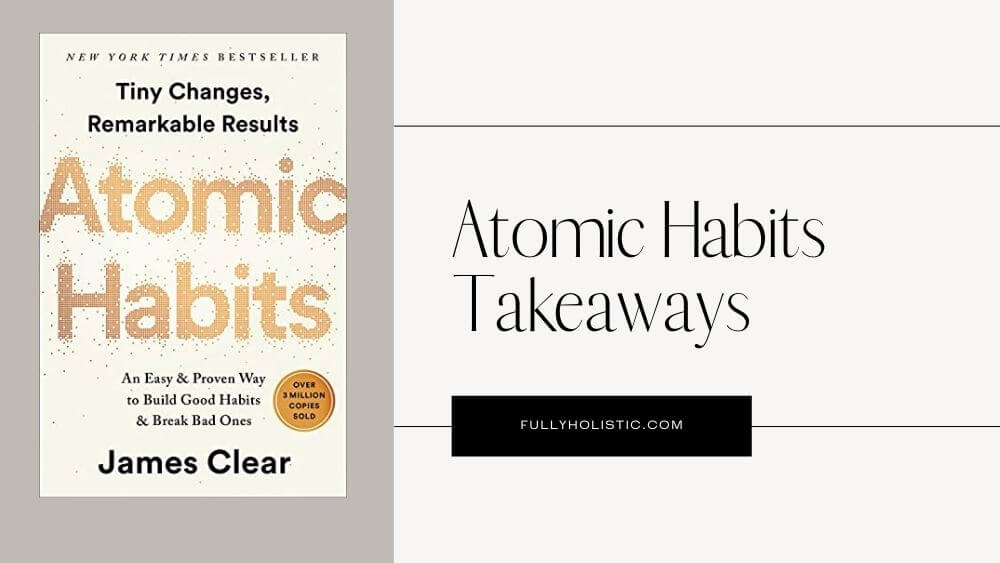 NEW YORK TIMES BESTSELLER
Tiny Changes,
Remarkable Results
Atomic
Habits
An Easy & Proven Way
to Build Good Habits
& Break Bad Ones
OVER
3 MILLION
COPIES
SOLD
James Clear
Atomic Habits
Takeaways
FULLYHOLISTIC.COM